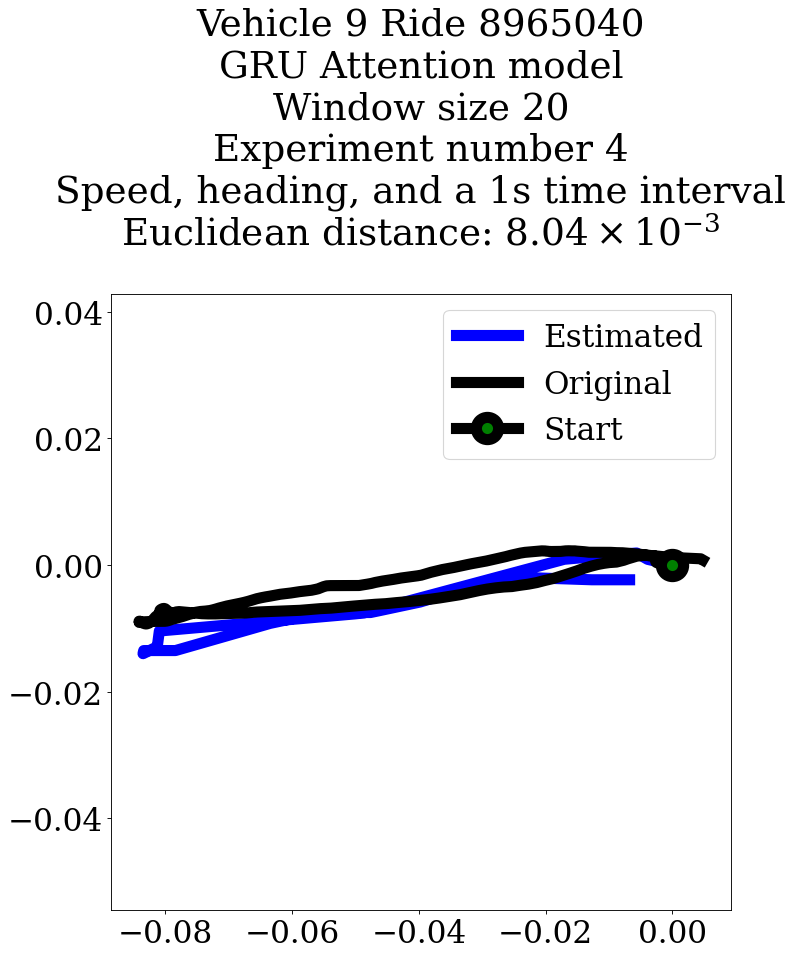 Vehicle 9 Ride 8965040
GRU Attention model
Window size 20
Experiment number 4
Speed, heading, and a 1s time interval
Euclidean distance: 8.04 × 10⁻³
0.04
Estimated
Original
Start
0.02
0.00
−0.02
−0.04
−0.08 −0.06 −0.04 −0.02 0.00